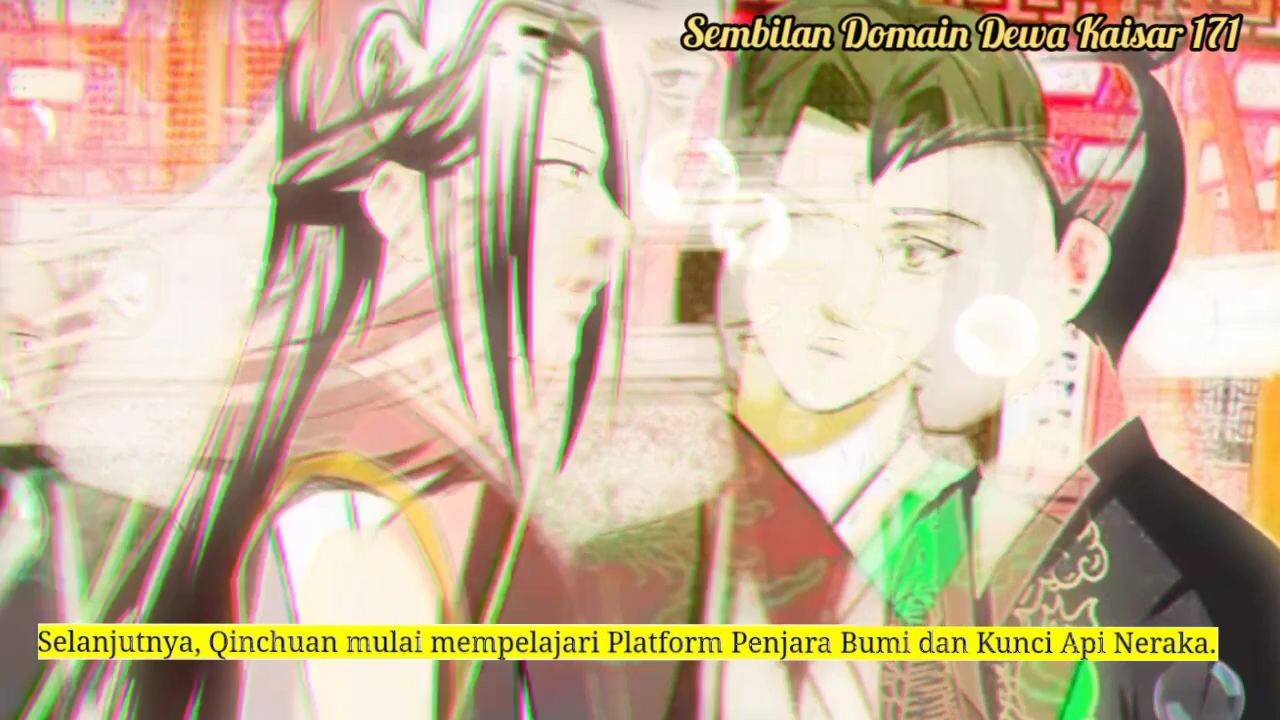 Sembilan Domain Dewa Kaisar 171
Selanjutnya, Qinchuan mulai mempelajari Platform Penjara Bumi dan Kunci Api Neraka.